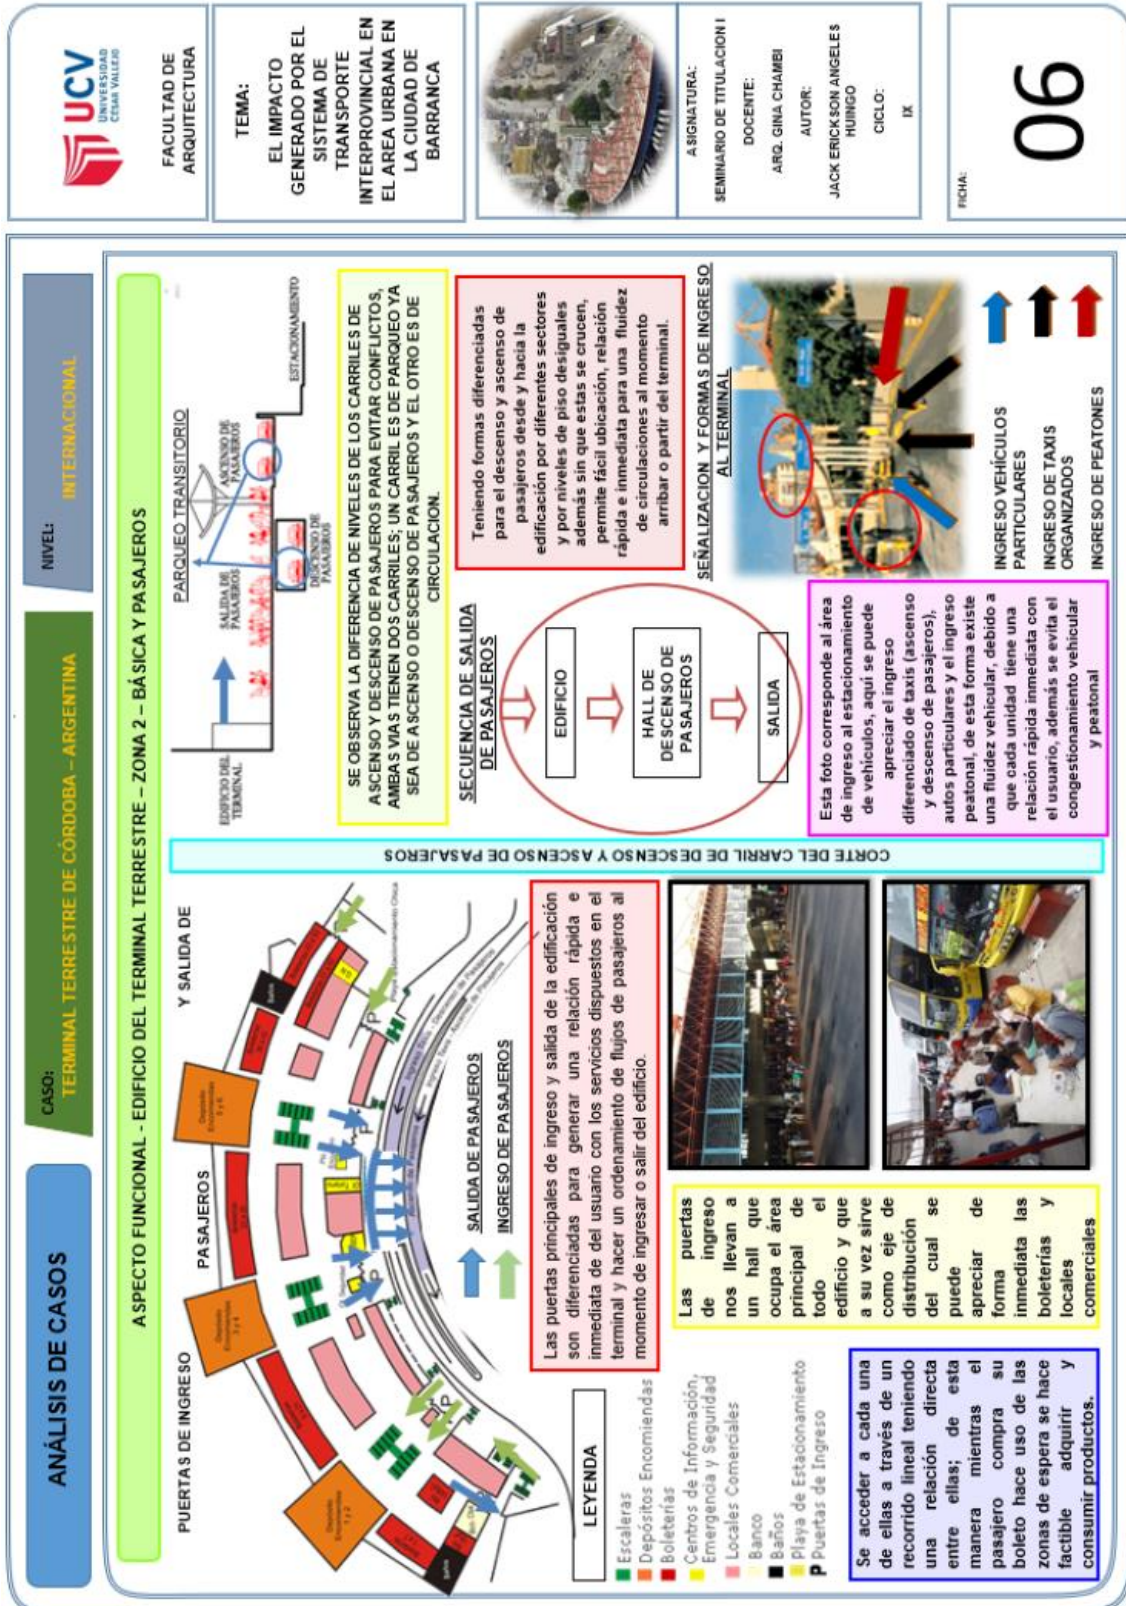 ANÁLISIS DE CASOS
CASO:
TERMINAL TERRESTRE DE CÓRDOBA – ARGENTINA
NIVEL:
INTERNACIONAL
ASPECTO FUNCIONAL - EDIFICIO DEL TERMINAL TERRESTRE – ZONA 2 – BÁSICA Y PASAJEROS
PUERTAS DE INGRESO
PASAJEROS
Y SALIDA DE
Depósito
Encomiendas
1 y 2
Depósito
Encomiendas
3 y 4
Depósito
Encomiendas
5 y 6
Playa Estacionamiento Chica
SALIDA DE PASAJEROS
INGRESO DE PASAJEROS
LEYENDA
Escaleras
Depósitos Encomiendas
Boleterías
Centros de Información,
Emergencia y Seguridad
Locales Comerciales
Banco
Baños
Playa de Estacionamiento
P Puertas de Ingreso
Las puertas principales de ingreso y salida de la edificación
son diferenciadas para generar una relación rápida e
inmediata de del usuario con los servicios dispuestos en el
terminal y hacer un ordenamiento de flujos de pasajeros al
momento de ingresar o salir del edificio.
Se acceder a cada una
de ellas a través de un
recorrido lineal teniendo
una relación directa
entre ellas; de esta
manera mientras el
pasajero compra su
boleto hace uso de las
zonas de espera se hace
factible adquirir y
consumir productos.
Las puertas
de ingreso
nos llevan a
un hall que
ocupa el área
principal de
todo el
edificio y que
a su vez sirve
como eje de
distribución
del cual se
puede
apreciar de
forma
inmediata las
boleterías y
locales
comerciales
CORTE DEL CARRIL DE DESCENSO Y ASCENSO DE PASAJEROS
PARQUEO TRANSITORIO
EDIFICIO DEL
TERMINAL
SALIDA DE
PASAJEROS
ASCENSO DE
PASAJEROS
DESCENSO DE
PASAJEROS
ESTACIONAMIENTO
SE OBSERVA LA DIFERENCIA DE NIVELES DE LOS CARRILES DE
ASCENSO Y DESCENSO DE PASAJEROS PARA EVITAR CONFLICTOS,
AMBAS VIAS TIENEN DOS CARRILES; UN CARRIL ES DE PARQUEO YA
SEA DE ASCENSO O DESCENSO DE PASAJEROS Y EL OTRO ES DE
CIRCULACION.
SECUENCIA DE SALIDA
DE PASAJEROS
EDIFICIO
HALL DE
DESCENSO DE
PASAJEROS
SALIDA
Teniendo formas diferenciadas
para el descenso y ascenso de
pasajeros desde y hacia la
edificación por diferentes sectores
y por niveles de piso desiguales
además sin que estas se crucen,
permite fácil ubicación, relación
rápida e inmediata para una fluidez
de circulaciones al momento
arribar o partir del terminal.
SEÑALIZACION Y FORMAS DE INGRESO
AL TERMINAL
Esta foto corresponde al área
de ingreso al estacionamiento
de vehículos, aquí se puede
apreciar el ingreso
diferenciado de taxis (ascenso
y descenso de pasajeros),
autos particulares y el ingreso
peatonal, de esta forma existe
una fluidez vehicular, debido a
que cada unidad tiene una
relación rápida inmediata con
el usuario, además se evita el
congestionamiento vehicular
y peatonal
INGRESO VEHÍCULOS
PARTICULARES
INGRESO DE TAXIS
ORGANIZADOS
INGRESO DE PEATONES
UCV
UNIVERSIDAD
CÉSAR VALLEJO
FACULTAD DE
ARQUITECTURA
TEMA:
EL IMPACTO
GENERADO POR EL
SISTEMA DE
TRANSPORTE
INTERPROVINCIAL EN
EL AREA URBANA EN
LA CIUDAD DE
BARRANCA
ASIGNATURA:
SEMINARIO DE TITULACION I
DOCENTE:
ARQ. GINA CHAMBI
AUTOR:
JACK ERICKSON ANGELES
HUINGO
CICLO:
IX
FICHA:
06